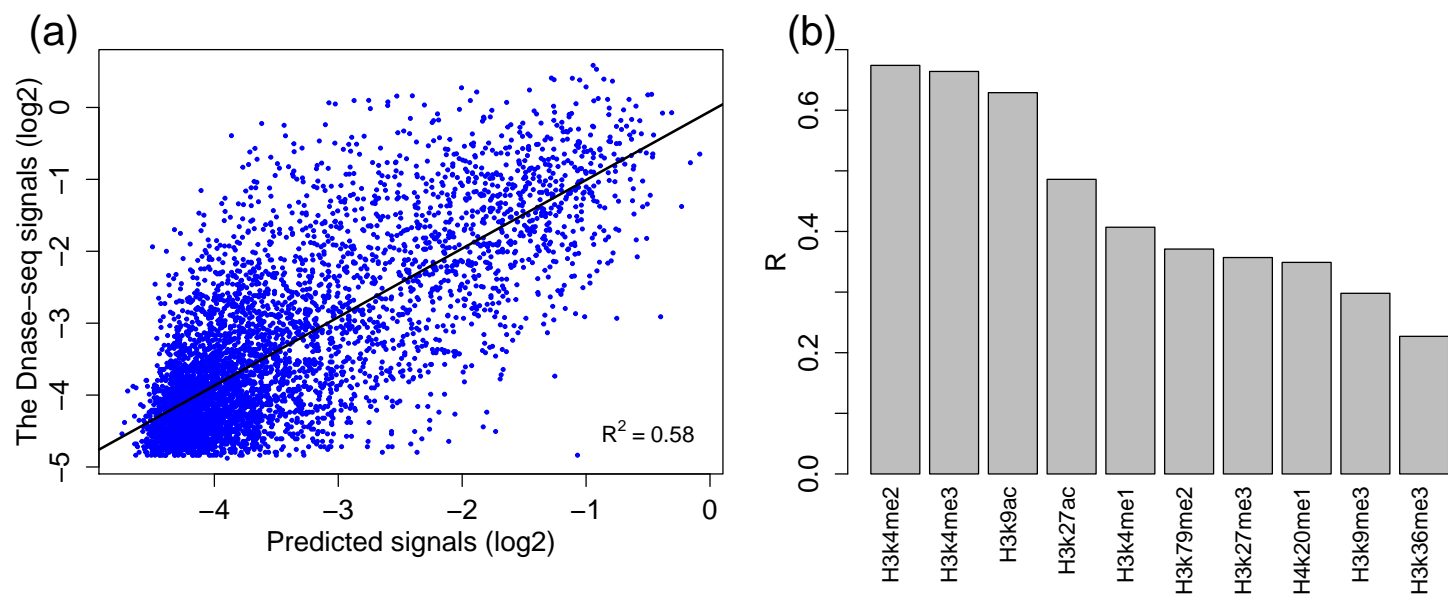 (a)
The Dnase−seq signals (log2)
0
−1
−2
−3
−4
−5
R2 = 0.58
−4 −3 −2 −1 0
Predicted signals (log2)
(b)
R
0.6
0.4
0.2
0.0
H3k4me2
H3k4me3
H3k9ac
H3k27ac
H3k4me1
H3k79me2
H3k27me3
H4k20me1
H3k9me3
H3k36me3